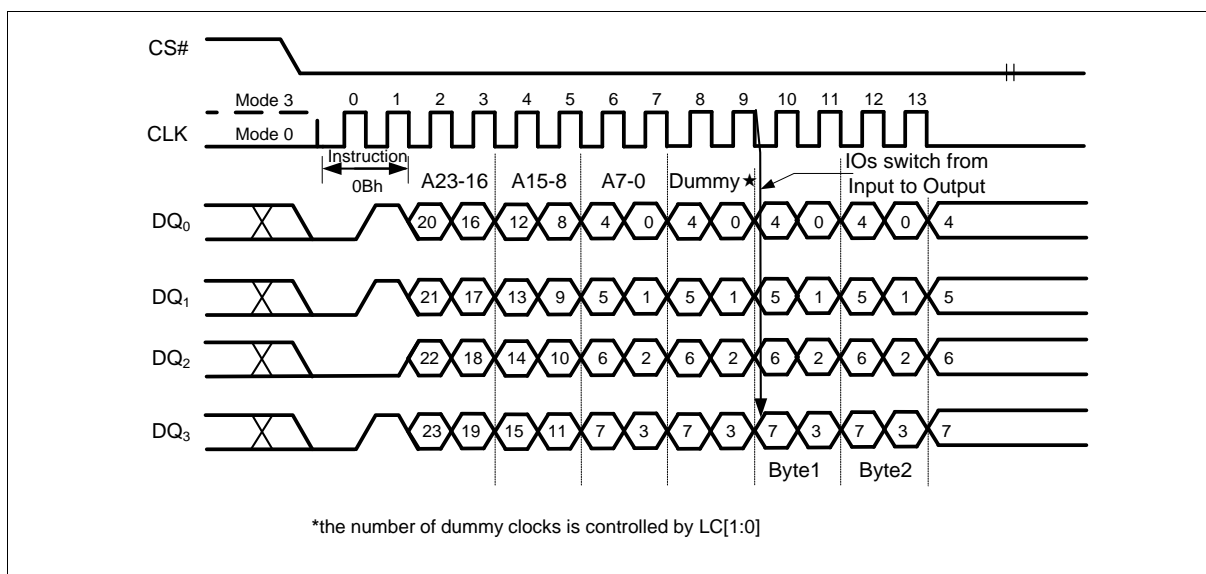 CS#
Mode 3 0 1 2 3 4 5 6 7 8 9 10 11 12 13
CLK Mode 0
Instruction IOs switch from
0Bh A23-16 A15-8 A7-0 Dummy★ Input to Output
DQ0 20 16 12 8 4 0 4 0 4 0 4 0 4
DQ1 21 17 13 9 5 1 5 1 5 1 5 1 5
DQ2 22 18 14 10 6 2 6 2 6 2 6 2 6
DQ3 23 19 15 11 7 3 7 3 7 3 7 3 7
Byte1 Byte2
*the number of dummy clocks is controlled by LC[1:0]